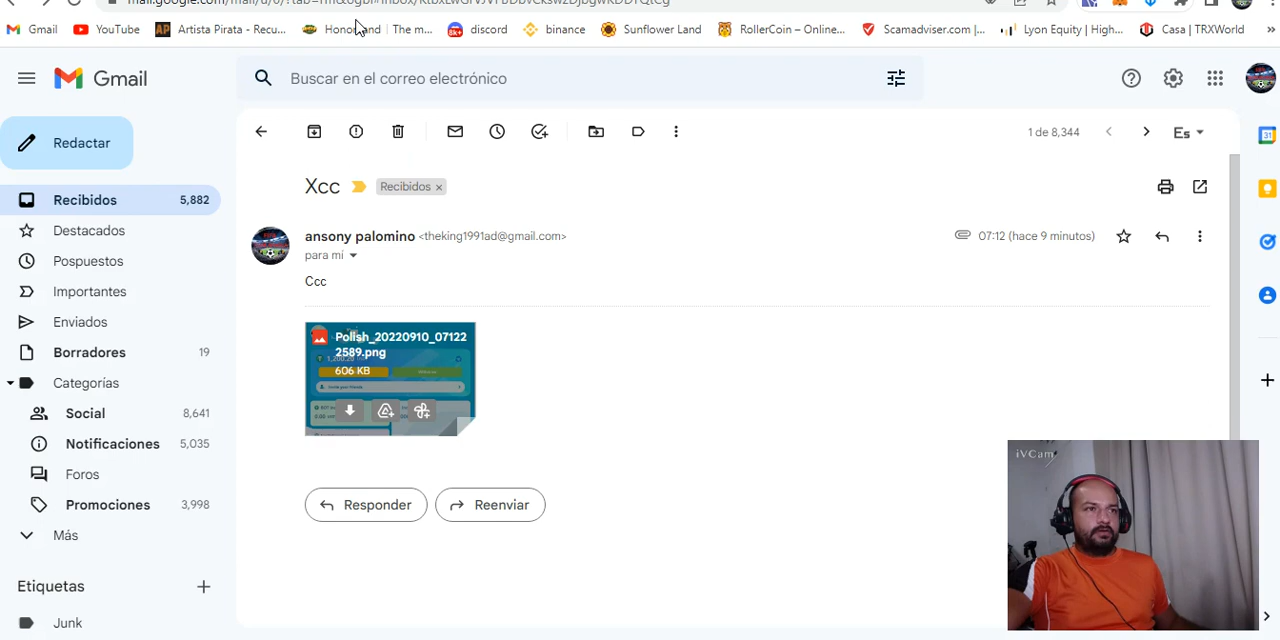 Gmail
YouTube
Artista Pirata - Recu...
HonorLand | The m...
discord
binance
Sunflower Land
RollerCoin – Online...
Scamadviser.com |...
Lyon Equity | High...
Casa | TRXWorld
»
Gmail
Buscar en el correo electrónico
Redactar
1 de 8,344
Es
Recibidos 5,882
Xcc Recibidos ×
Destacados
ansony palomino <theking1991ad@gmail.com>
07:12 (hace 9 minutos)
para mí
Pospuestos
Ccc
Importantes
Enviados
Polish_20220910_07122
2589.png
606 KB
Borradores 19
Categorías
Social 8,641
Notificaciones 5,035
Foros
Promociones 3,998
Más
Responder
Reenviar
Etiquetas
Junk
iVCam